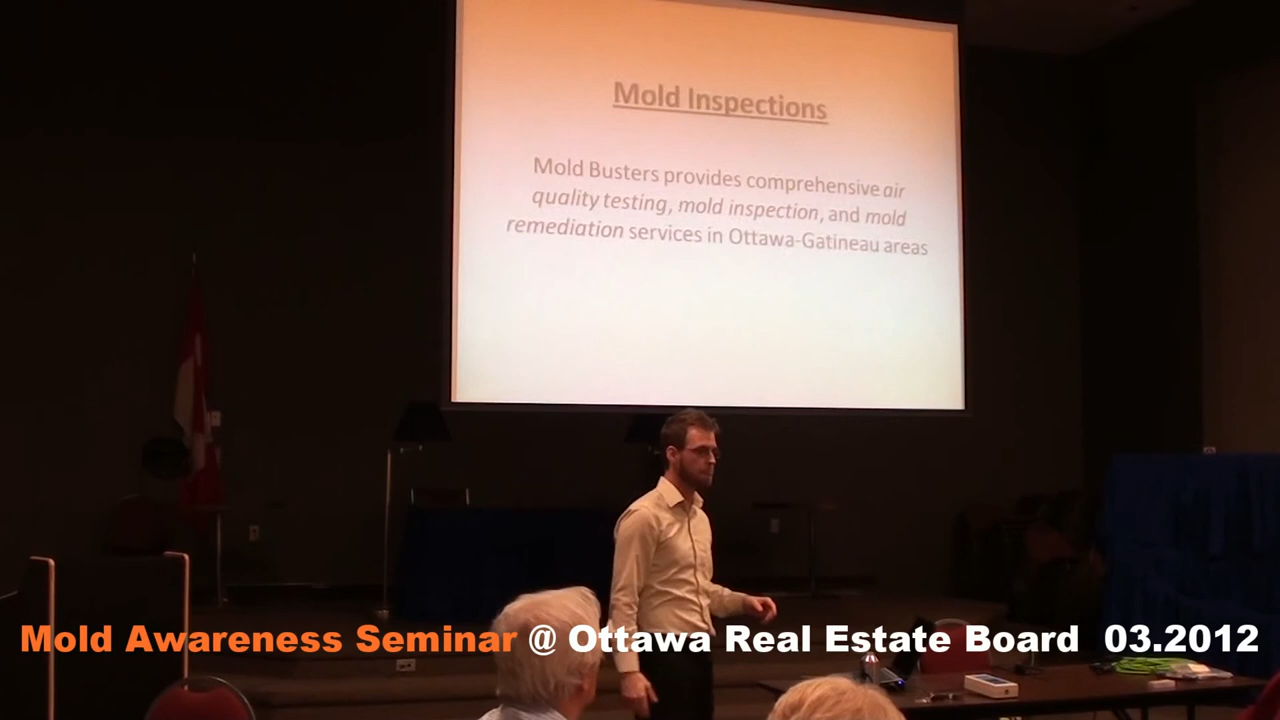 Mold Inspections
Mold Busters provides comprehensive air
quality testing, mold inspection, and mold
remediation services in Ottawa-Gatineau areas
Mold Awareness Seminar @ Ottawa Real Estate Board 03.2012